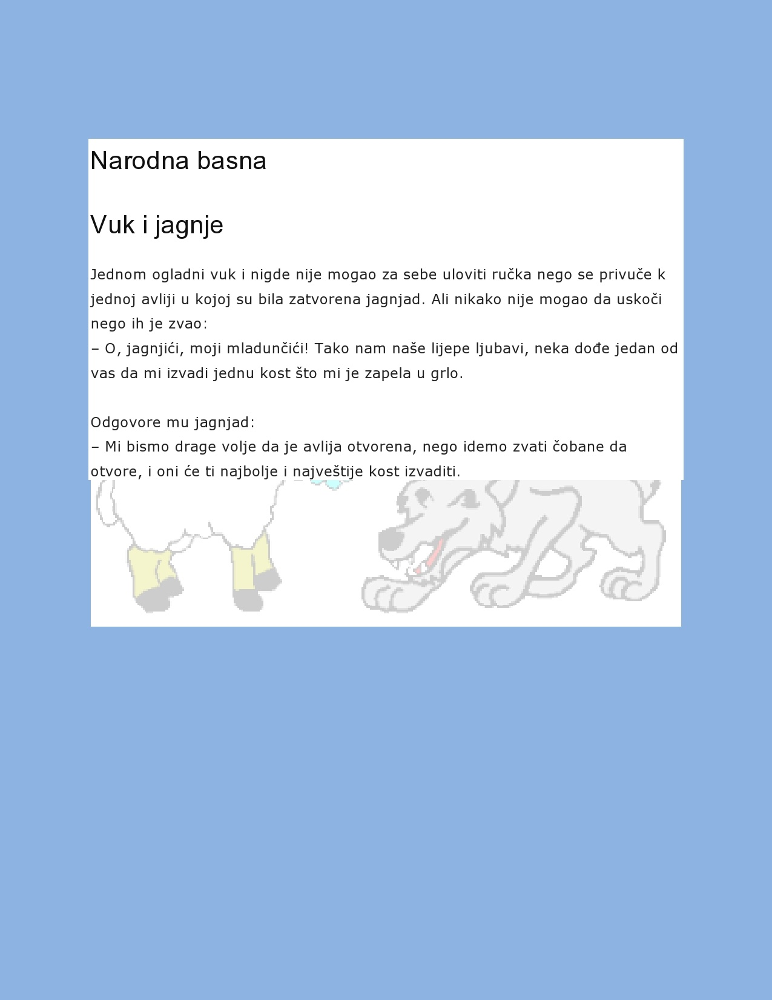 Narodna basna
Vuk i jagnje
Jednom ogladni vuk i nigde nije mogao za sebe uloviti ručka nego se privuče k
jednoj avliji u kojoj su bila zatvorena jagnjad. Ali nikako nije mogao da uskoči
nego ih je zvao:
– O, jagnjići, moji mladunčići! Tako nam naše lijepe ljubavi, neka dođe jedan od
vas da mi izvadi jednu kost što mi je zapela u grlo.
Odgovore mu jagnjad:
– Mi bismo drage volje da je avlija otvorena, nego idemo zvati čobane da
otvore, i oni će ti najbolje i najveštije kost izvaditi.